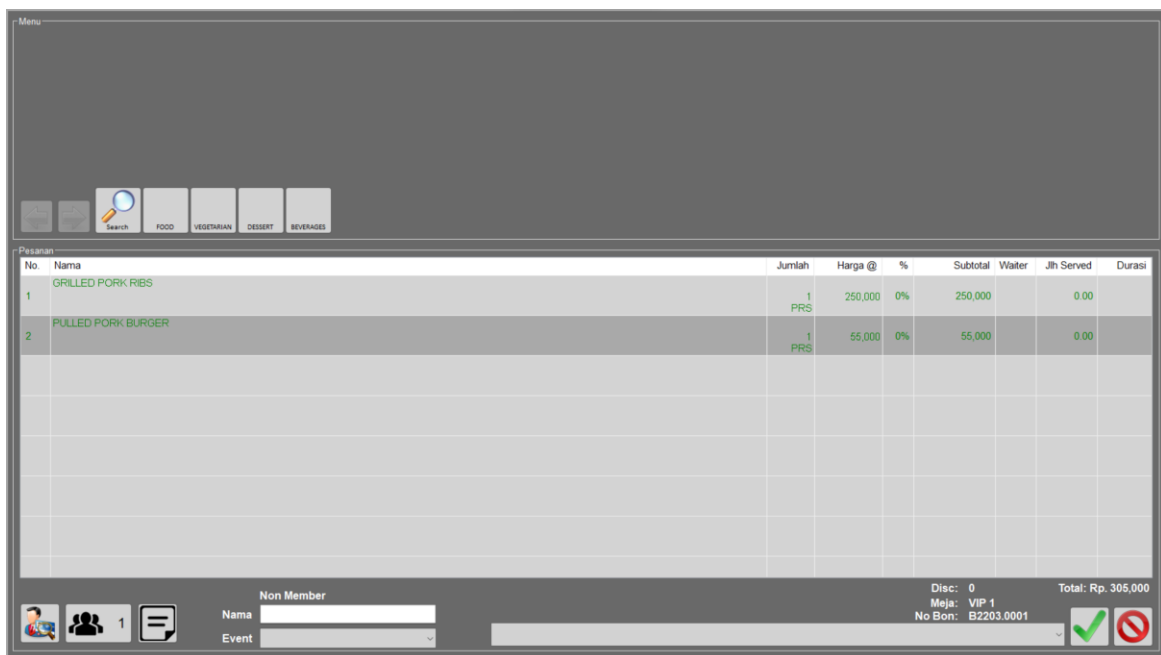 Menu
Search
FOOD
VEGETARIAN
DESSERT
BEVERAGES
Pesanan
No. Nama Jumlah Harga @ % Subtotal Waiter Jlh Served Durasi
GRILLED PORK RIBS
1 1 250,000 0% 250,000 0.00
PRS
PULLED PORK BURGER
2 1 55,000 0% 55,000 0.00
PRS
Disc: 0 Total: Rp. 305,000
Non Member
Meja: VIP 1
Nama
No Bon: B2203.0001
1
Event